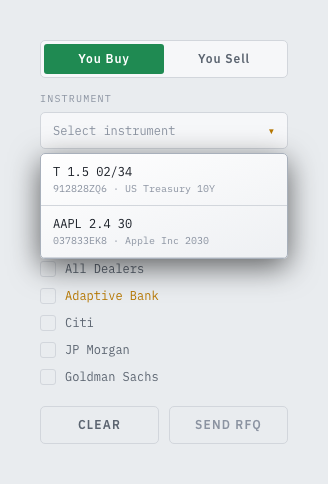 You Buy
You Sell
INSTRUMENT
Select instrument
T 1.5 02/34
912828ZQ6 · US Treasury 10Y
AAPL 2.4 30
037833EK8 · Apple Inc 2030
All Dealers
Adaptive Bank
Citi
JP Morgan
Goldman Sachs
CLEAR
SEND RFQ